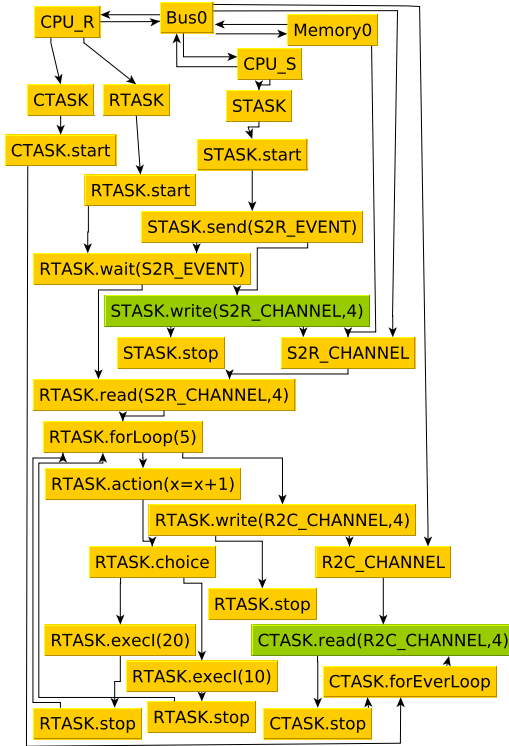 CPU_R
Bus0
Memory0
CPU_S
CTASK
RTASK
STASK
CTASK.start
STASK.start
RTASK.start
STASK.send(S2R_EVENT)
RTASK.wait(S2R_EVENT)
STASK.write(S2R_CHANNEL,4)
STASK.stop
S2R_CHANNEL
RTASK.read(S2R_CHANNEL,4)
RTASK.forLoop(5)
RTASK.action(x=x+1)
RTASK.write(R2C_CHANNEL,4)
RTASK.choice
R2C_CHANNEL
RTASK.stop
RTASK.execI(20)
CTASK.read(R2C_CHANNEL,4)
RTASK.execI(10)
CTASK.forEverLoop
RTASK.stop
RTASK.stop
CTASK.stop